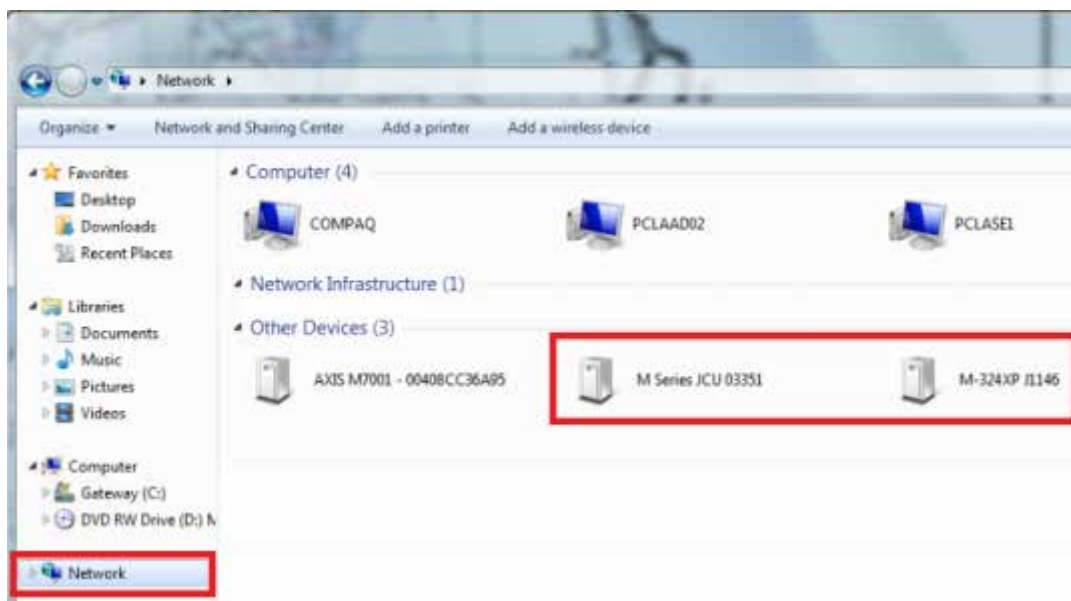 Network
Organize Network and Sharing Center Add a printer Add a wireless device
Favorites
Desktop
Downloads
Recent Places
Libraries
Documents
Music
Pictures
Videos
Computer
Gateway (C:)
DVD RW Drive (D:) M
Network
Computer (4)
COMPAQ PCLAAD02 PCLASE1
Network Infrastructure (1)
Other Devices (3)
AXIS M7001 - 00408CC36A95 M Series JCU 03351 M-324XP J1146